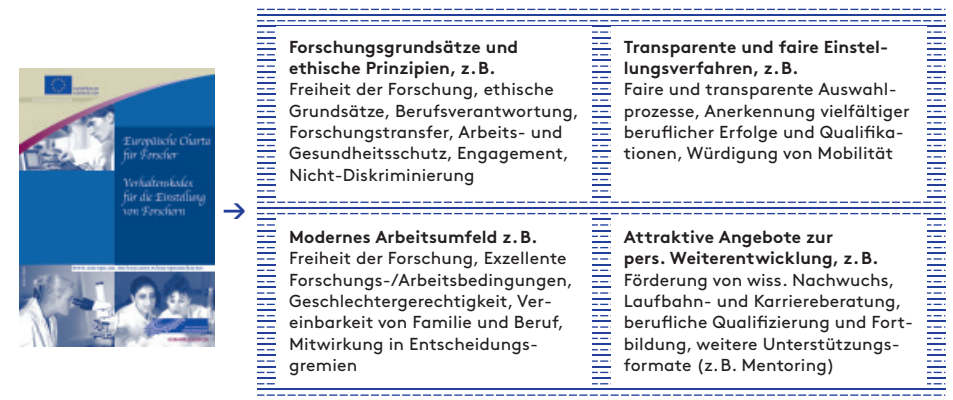 Europäische Charta
für Forscher
Verhaltenskodex
für die Einstellung
von Forschern
→
Forschungsgrundsätze und
ethische Prinzipien, z. B.
Freiheit der Forschung, ethische
Grundsätze, Berufsverantwortung,
Forschungstransfer, Arbeits- und
Gesundheitsschutz, Engagement,
Nicht-Diskriminierung
Transparente und faire Einstel-
lungsverfahren, z. B.
Faire und transparente Auswahl-
prozesse, Anerkennung vielfältiger
beruflicher Erfolge und Qualifika-
tionen, Würdigung von Mobilität
Modernes Arbeitsumfeld z. B.
Freiheit der Forschung, Exzellente
Forschungs-/Arbeitsbedingungen,
Geschlechtergerechtigkeit, Ver-
einbarkeit von Familie und Beruf,
Mitwirkung in Entscheidungs-
gremien
Attraktive Angebote zur
pers. Weiterentwicklung, z. B.
Förderung von wiss. Nachwuchs,
Laufbahn- und Karriereberatung,
berufliche Qualifizierung und Fort-
bildung, weitere Unterstützungs-
formate (z. B. Mentoring)